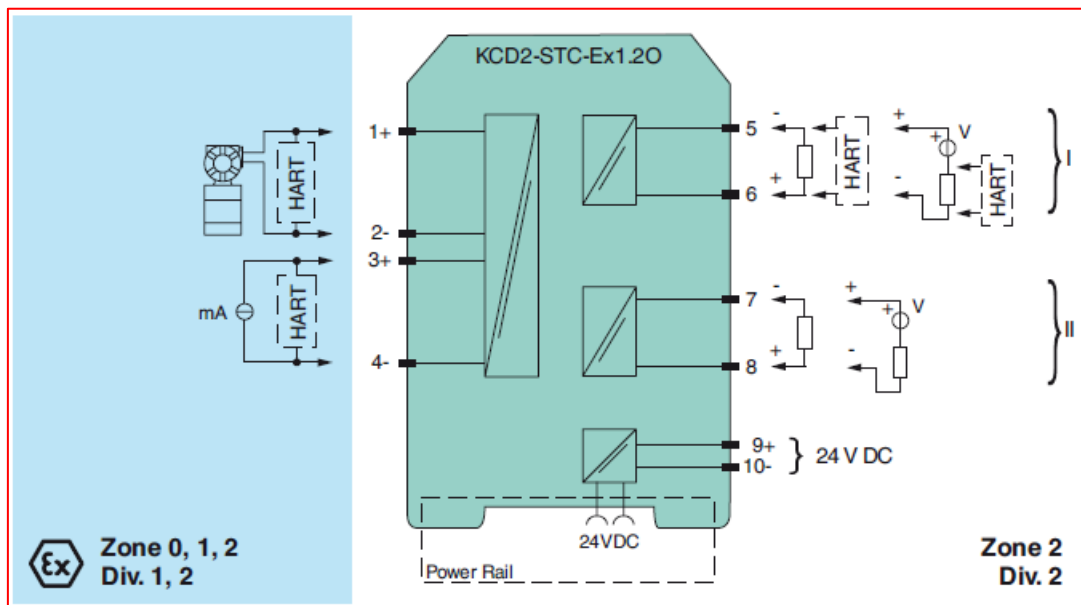 KCD2-STC-Ex1.2O
1+
2-
3+
4-
HART
mA
HART
5
6
-
+
HART
+
+
V
-
HART
I
7
8
-
+
+
+
V
-
II
9+
10-
24 V DC
24VDC
Power Rail
Ex
Zone 0, 1, 2
Div. 1, 2
Zone 2
Div. 2